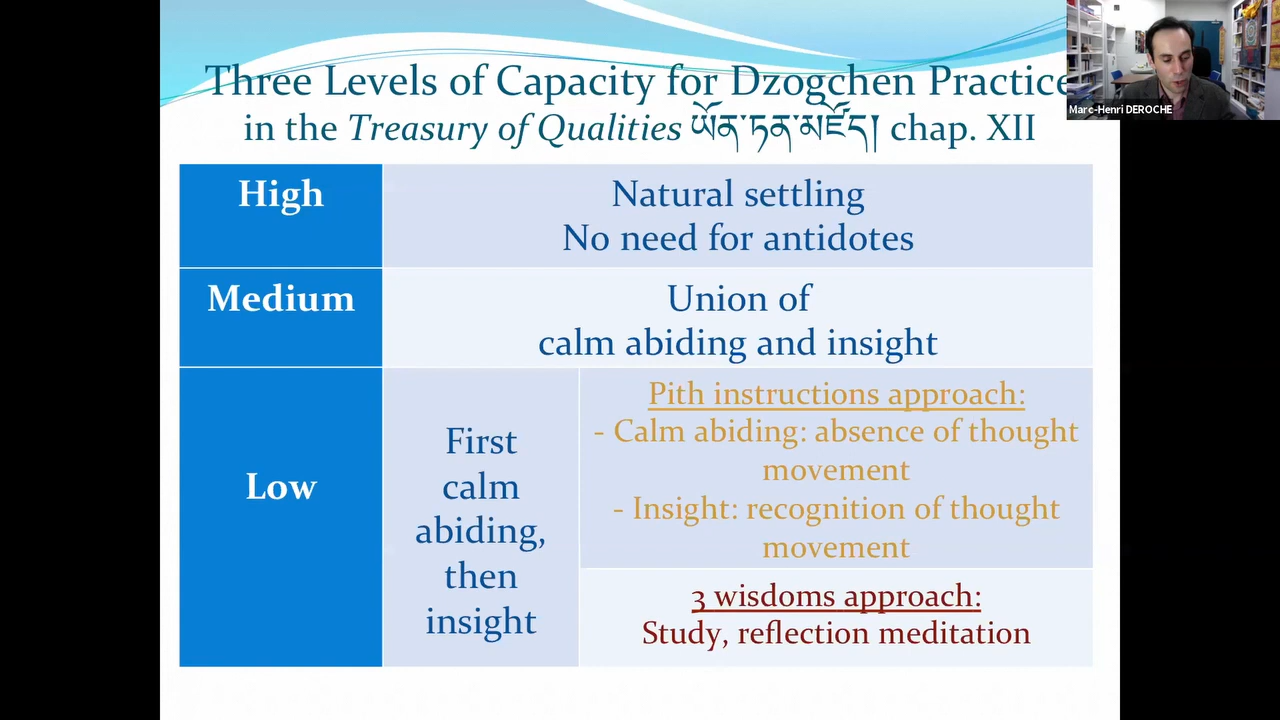 Three Levels of Capacity for Dzogchen Practice
in the Treasury of Qualities ཡོན་ཏན་མཛོད། chap. XII
Marc-Henri DEROCHE
High
Natural settling
No need for antidotes
Medium
Union of
calm abiding and insight
Low
First
calm
abiding,
then
insight
Pith instructions approach:
- Calm abiding: absence of thought
movement
- Insight: recognition of thought
movement
3 wisdoms approach:
Study, reflection meditation